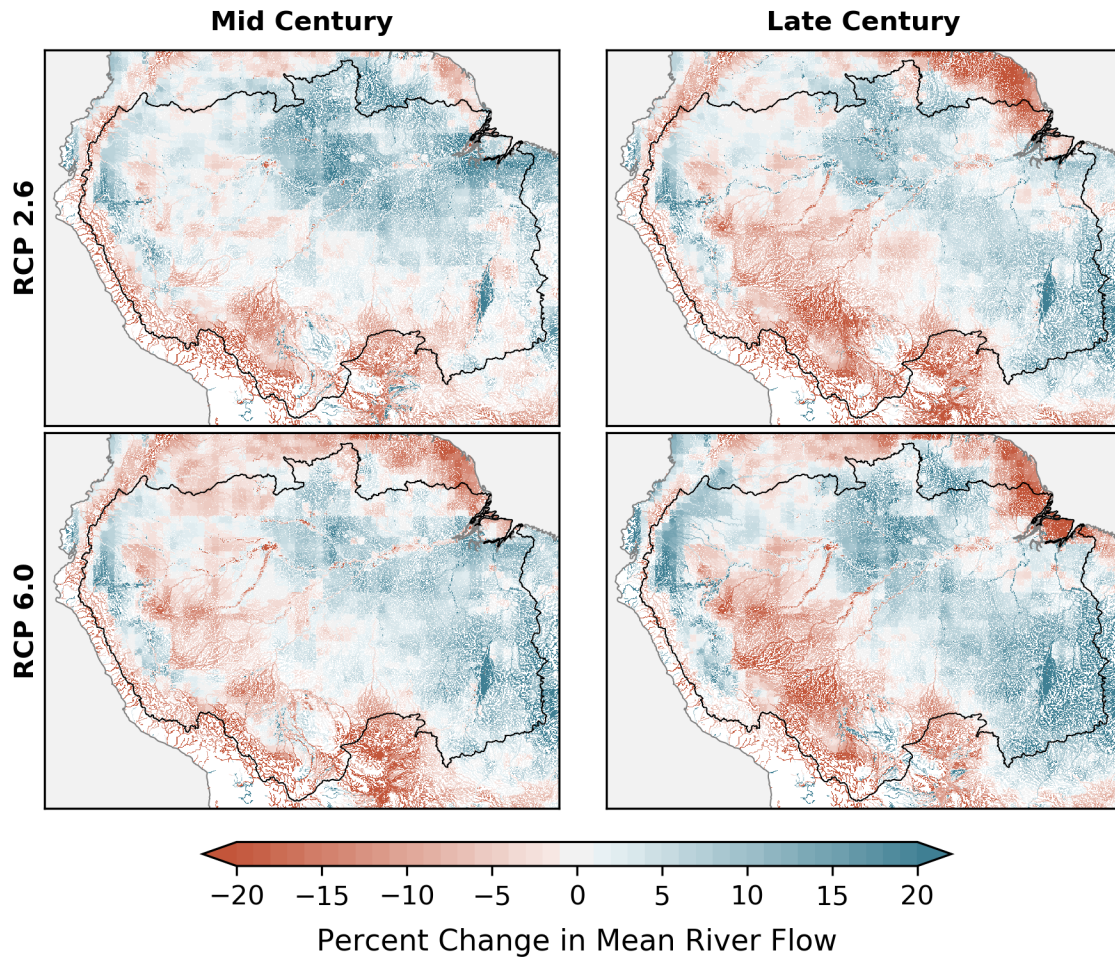 Mid Century
Late Century
RCP 2.6
RCP 6.0
−20 −15 −10 −5 0 5 10 15 20
Percent Change in Mean River Flow